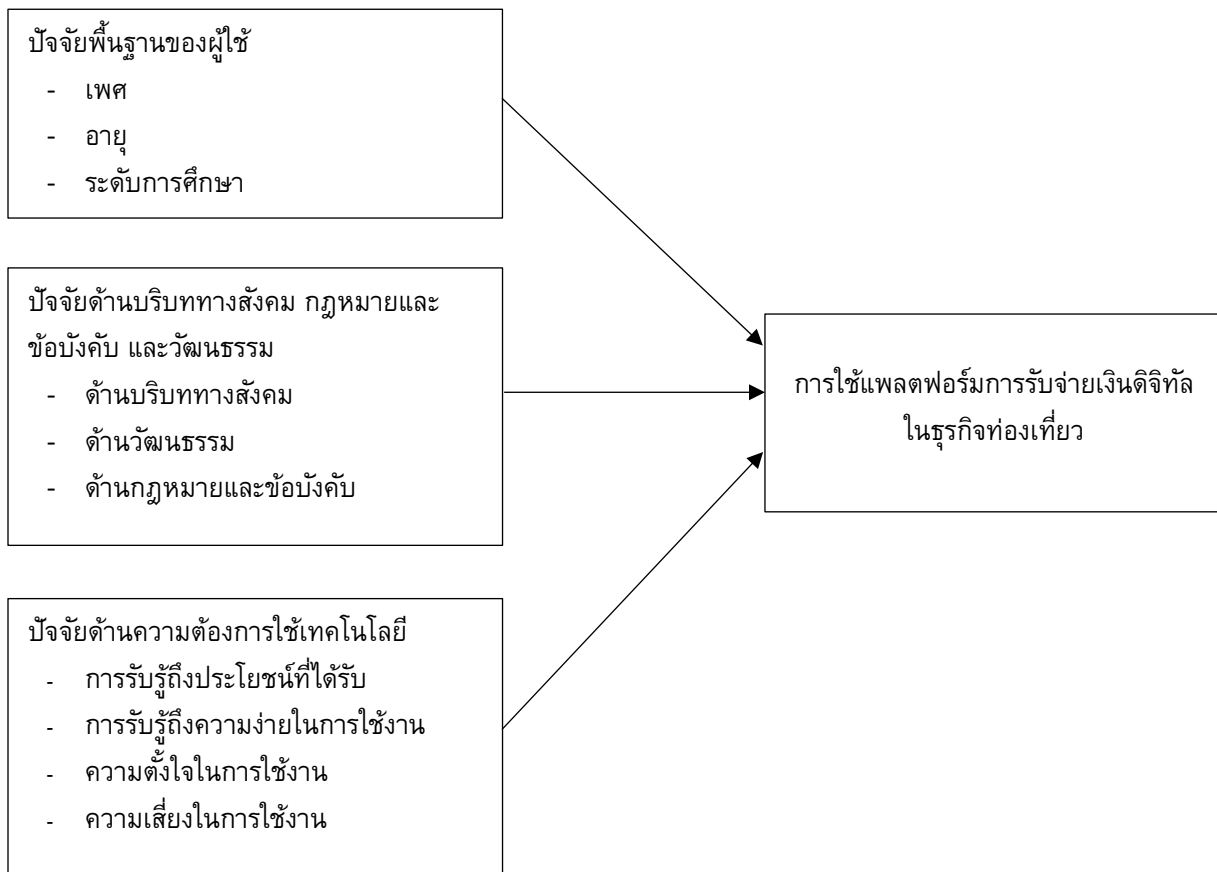 ปัจจัยพื้นฐานของผู้ใช้
- เพศ
- อายุ
- ระดับการศึกษา
ปัจจัยด้านบริบททางสังคม กฎหมายและ
ข้อบังคับ และวัฒนธรรม
- ด้านบริบททางสังคม
- ด้านวัฒนธรรม
- ด้านกฎหมายและข้อบังคับ
ปัจจัยด้านความต้องการใช้เทคโนโลยี
- การรับรู้ถึงประโยชน์ที่ได้รับ
- การรับรู้ถึงความง่ายในการใช้งาน
- ความตั้งใจในการใช้งาน
- ความเสี่ยงในการใช้งาน
การใช้แพลตฟอร์มการรับจ่ายเงินดิจิทัล
ในธุรกิจท่องเที่ยว